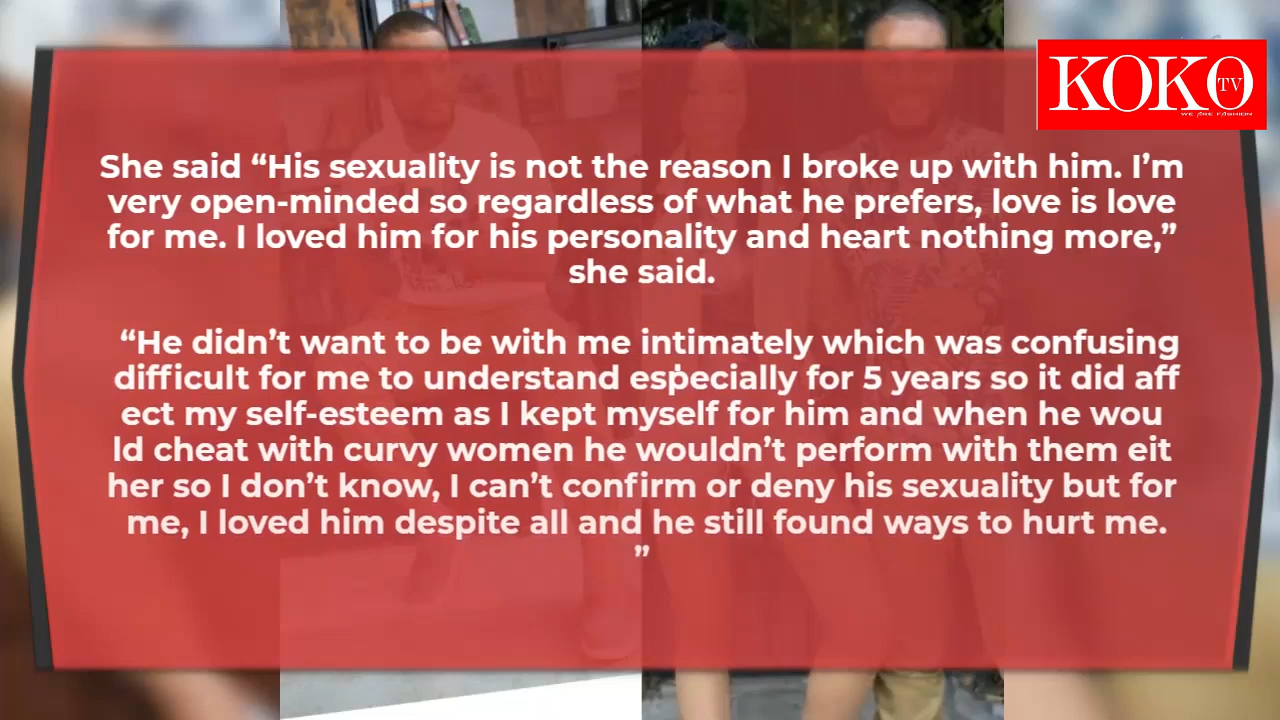 KOKO
TV
WE ARE FASHION
She said “His sexuality is not the reason I broke up with him. I’m
very open-minded so regardless of what he prefers, love is love
for me. I loved him for his personality and heart nothing more,”
she said.
“He didn’t want to be with me intimately which was confusing
difficult for me to understand especially for 5 years so it did aff
ect my self-esteem as I kept myself for him and when he wou
ld cheat with curvy women he wouldn’t perform with them eit
her so I don’t know, I can’t confirm or deny his sexuality but for
me, I loved him despite all and he still found ways to hurt me.
”